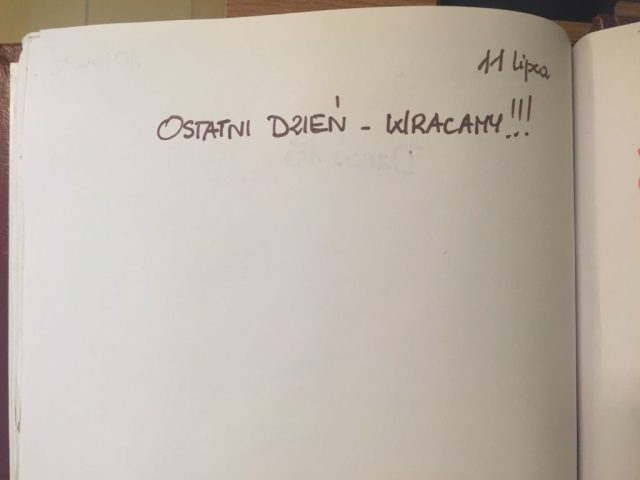 11 lipca
OSTATNI DZIEŃ - WRACAMY!!!